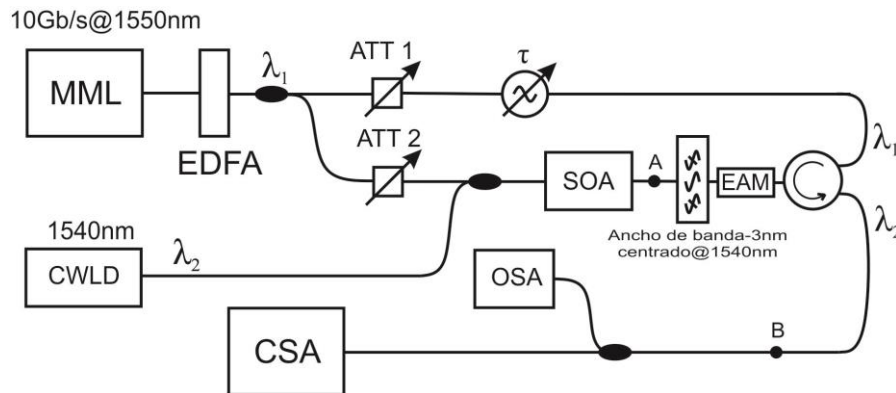 10Gb/s@1550nm
MML
EDFA
λ₁
ATT 1
τ
ATT 2
λ₁
SOA
A
EAM
Ancho de banda-3nm
centrado@1540nm
λ₂
1540nm
CWLD
λ₂
OSA
CSA
B